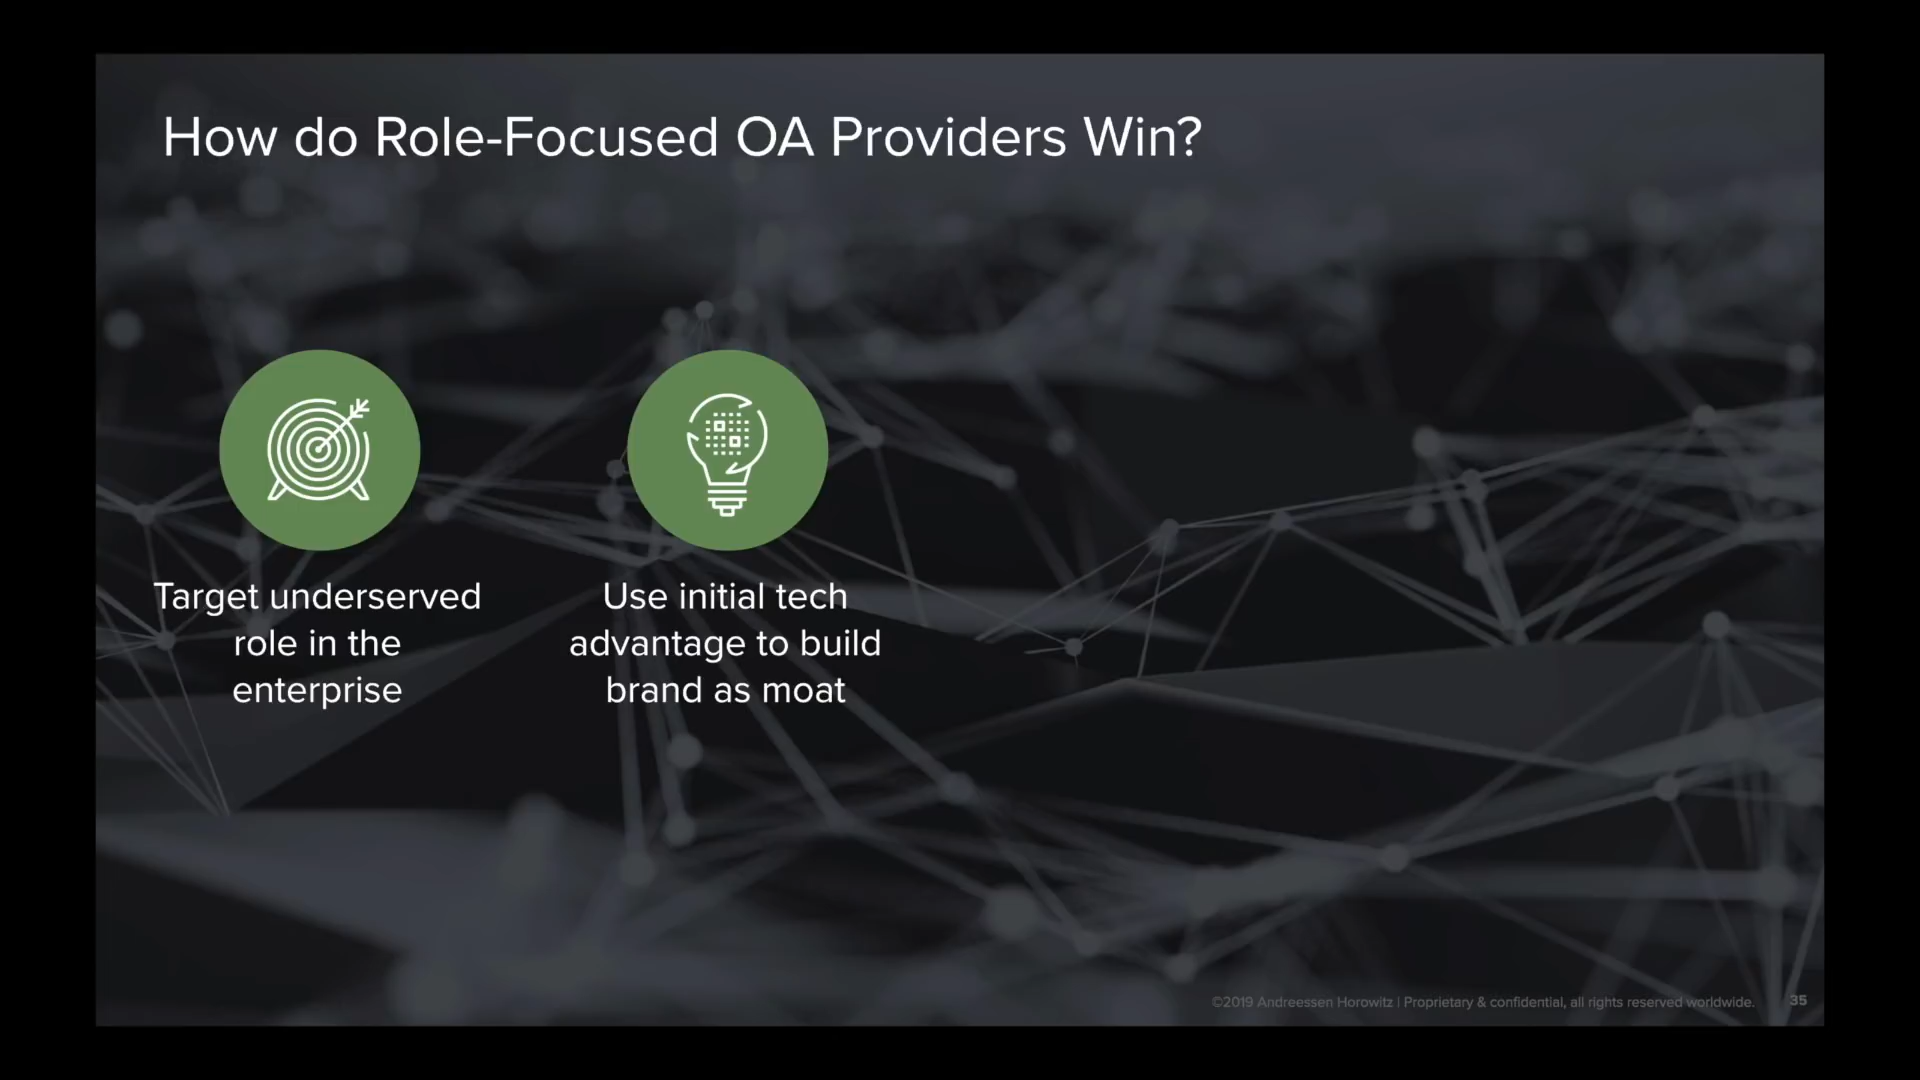 How do Role-Focused OA Providers Win?
Target underserved
role in the
enterprise
Use initial tech
advantage to build
brand as moat
©2019 Andreessen Horowitz | Proprietary & confidential, all rights reserved worldwide.
35